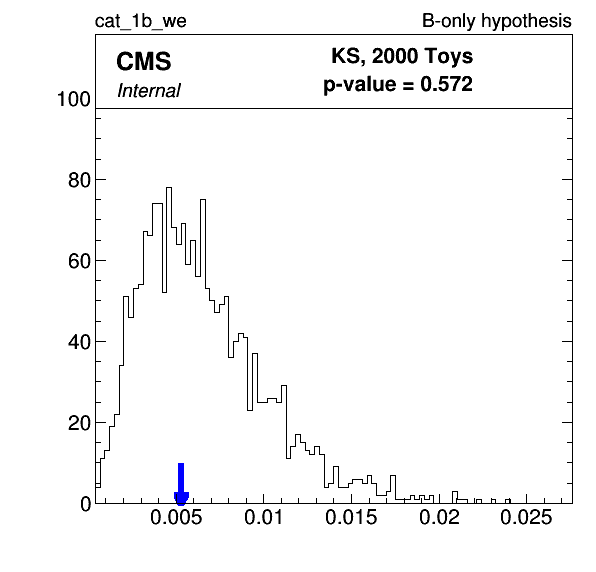 cat_1b_we B-only hypothesis
CMS KS, 2000 Toys
Internal p-value = 0.572
100
80
60
40
20
0
0.005 0.01 0.015 0.02 0.025